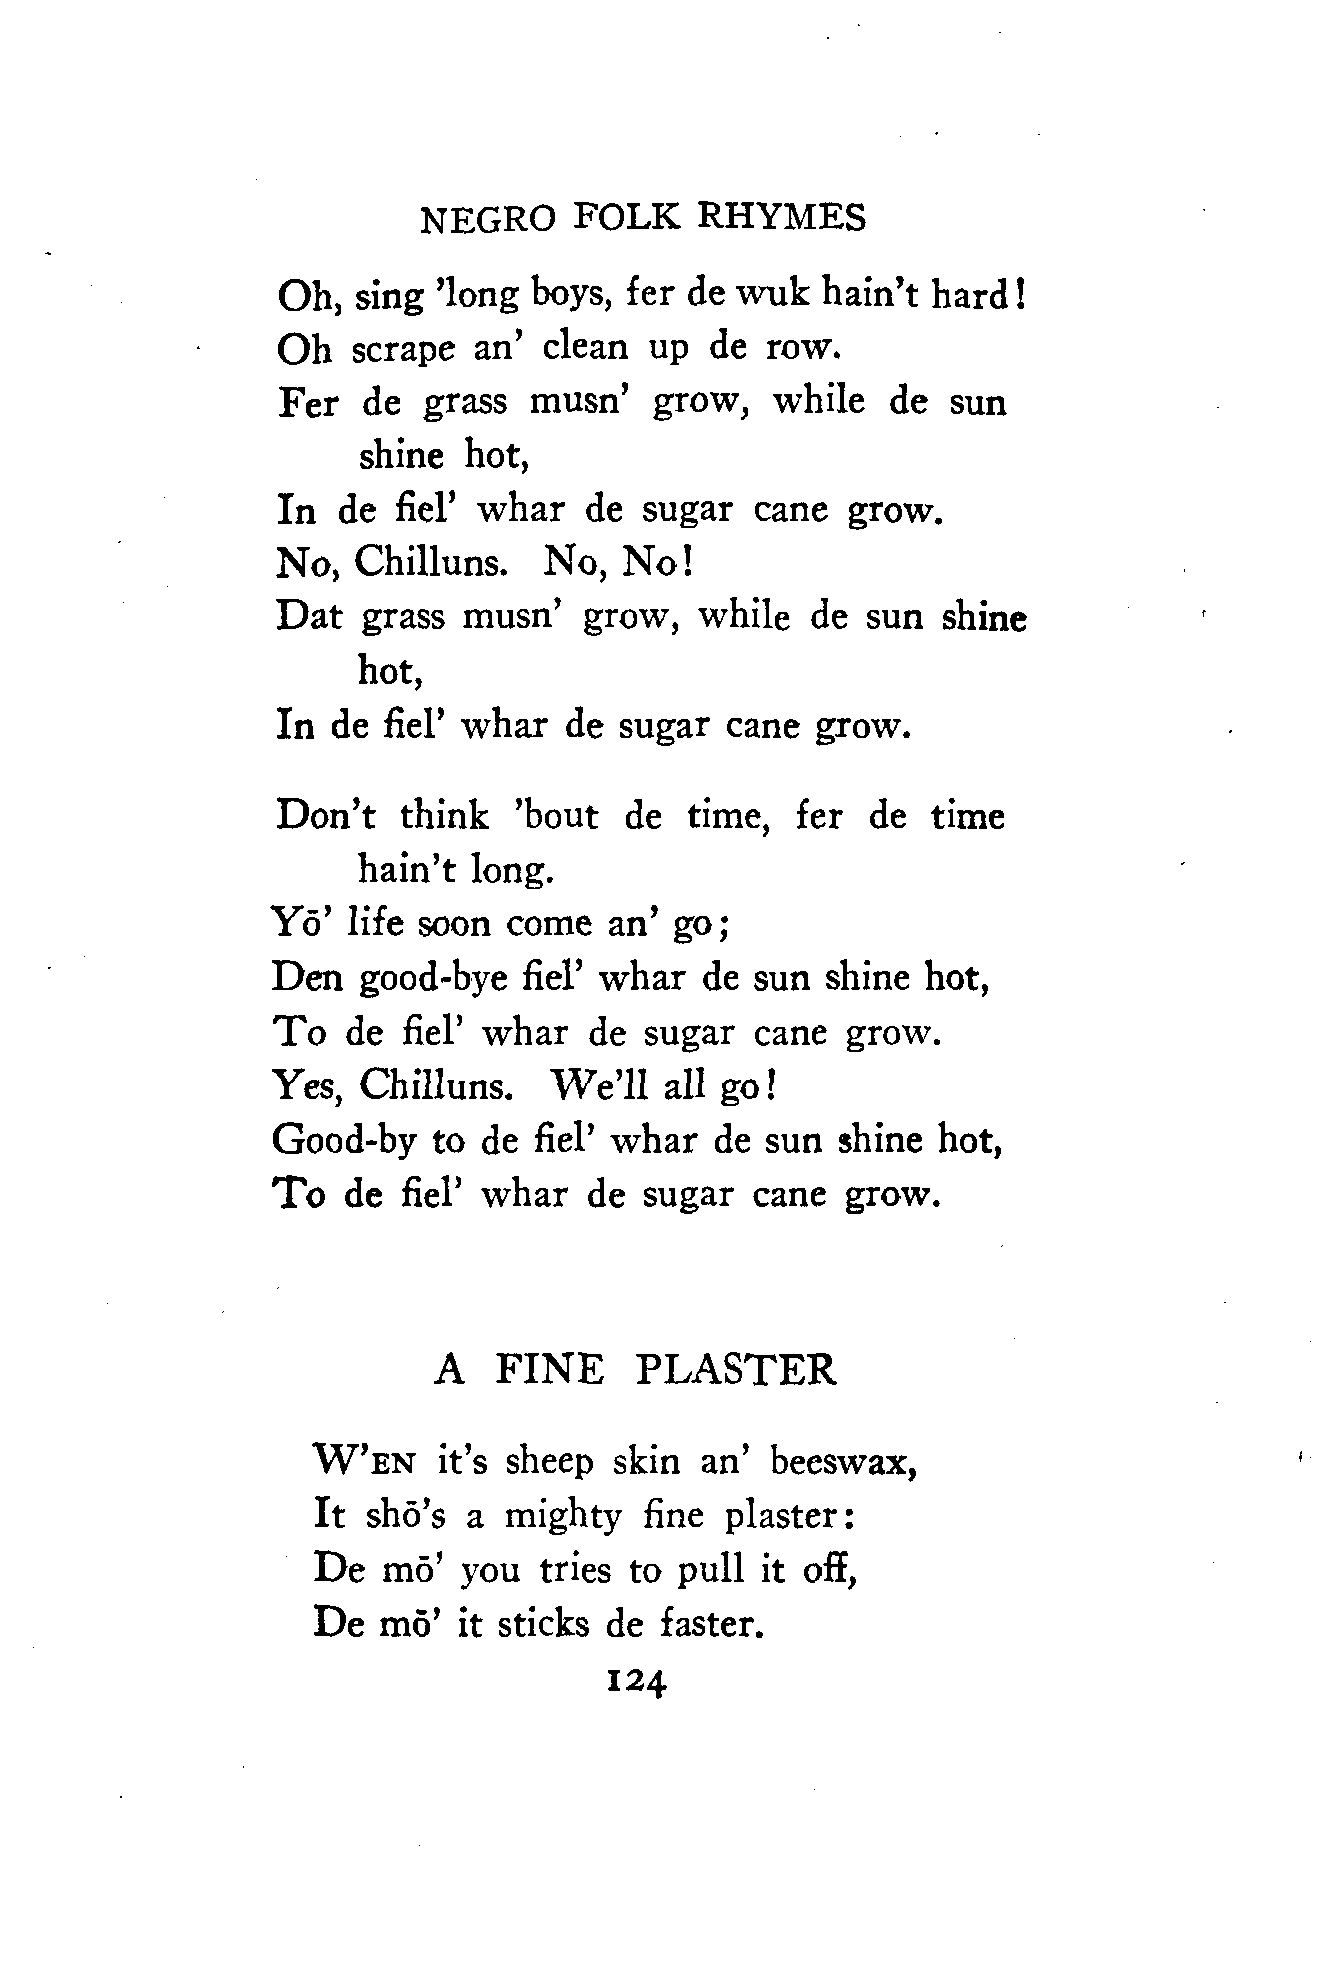 NEGRO FOLK RHYMES
Oh, sing 'long boys, fer de wuk hain't hard!
Oh scrape an' clean up de row.
Fer de grass musn' grow, while de sun
shine hot,
In de fiel' whar de sugar cane grow.
No, Chilluns. No, No!
Dat grass musn' grow, while de sun shine
hot,
In de fiel' whar de sugar cane grow.
Don't think 'bout de time, fer de time
hain't long.
Yō' life soon come an' go;
Den good-bye fiel' whar de sun shine hot,
To de fiel' whar de sugar cane grow.
Yes, Chilluns. We'll all go!
Good-by to de fiel' whar de sun shine hot,
To de fiel' whar de sugar cane grow.
A FINE PLASTER
W'EN it's sheep skin an' beeswax,
It shō's a mighty fine plaster:
De mō' you tries to pull it off,
De mō' it sticks de faster.
124